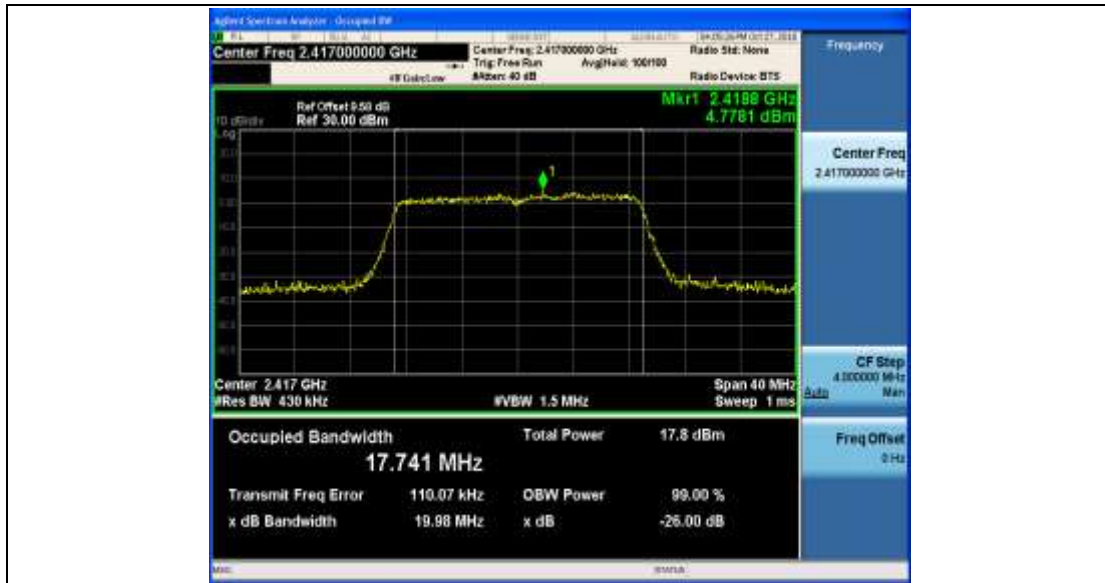 Agilent Spectrum Analyzer - Occupied BW
Center Freq 2.417000000 GHz
Center Freq: 2.417000000 GHz
Radio Std: None
Trig: Free Run
Avg|Hold: 100/100
#IFGain:Low
#Atten: 40 dB
Radio Device: BTS
Frequency
Mkr1 2.4188 GHz
4.7781 dBm
Ref Offset 9.58 dB
10 dB/div
Ref 30.00 dBm
Log
1
Center Freq
2.417000000 GHz
Center 2.417 GHz
Span 40 MHz
#Res BW 430 kHz
#VBW 1.5 MHz
Sweep 1 ms
CF Step
4.000000 MHz
Auto
Man
Occupied Bandwidth
17.741 MHz
Total Power
17.8 dBm
Freq Offset
0 Hz
Transmit Freq Error
110.07 kHz
OBW Power
99.00 %
x dB Bandwidth
19.98 MHz
x dB
-26.00 dB
MSG
STATUS